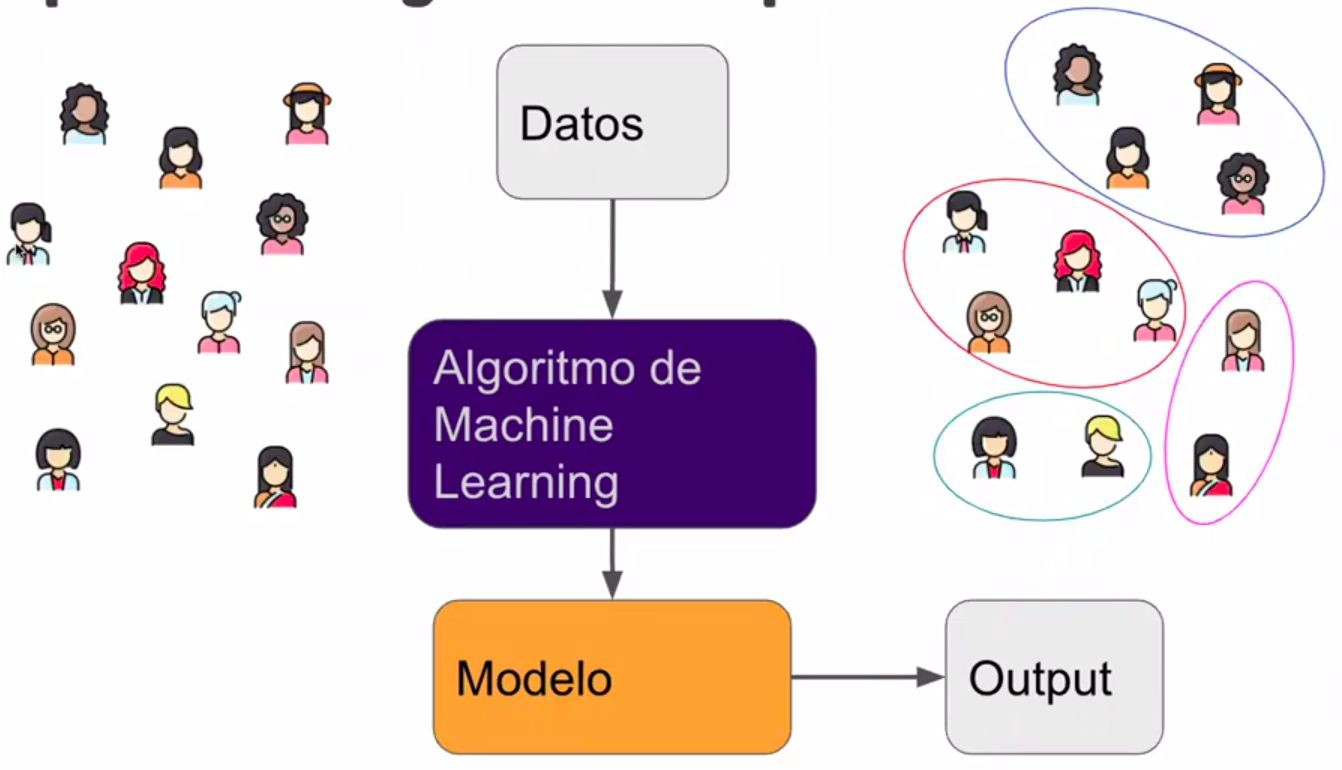 Datos
Algoritmo de
Machine
Learning
Modelo
Output